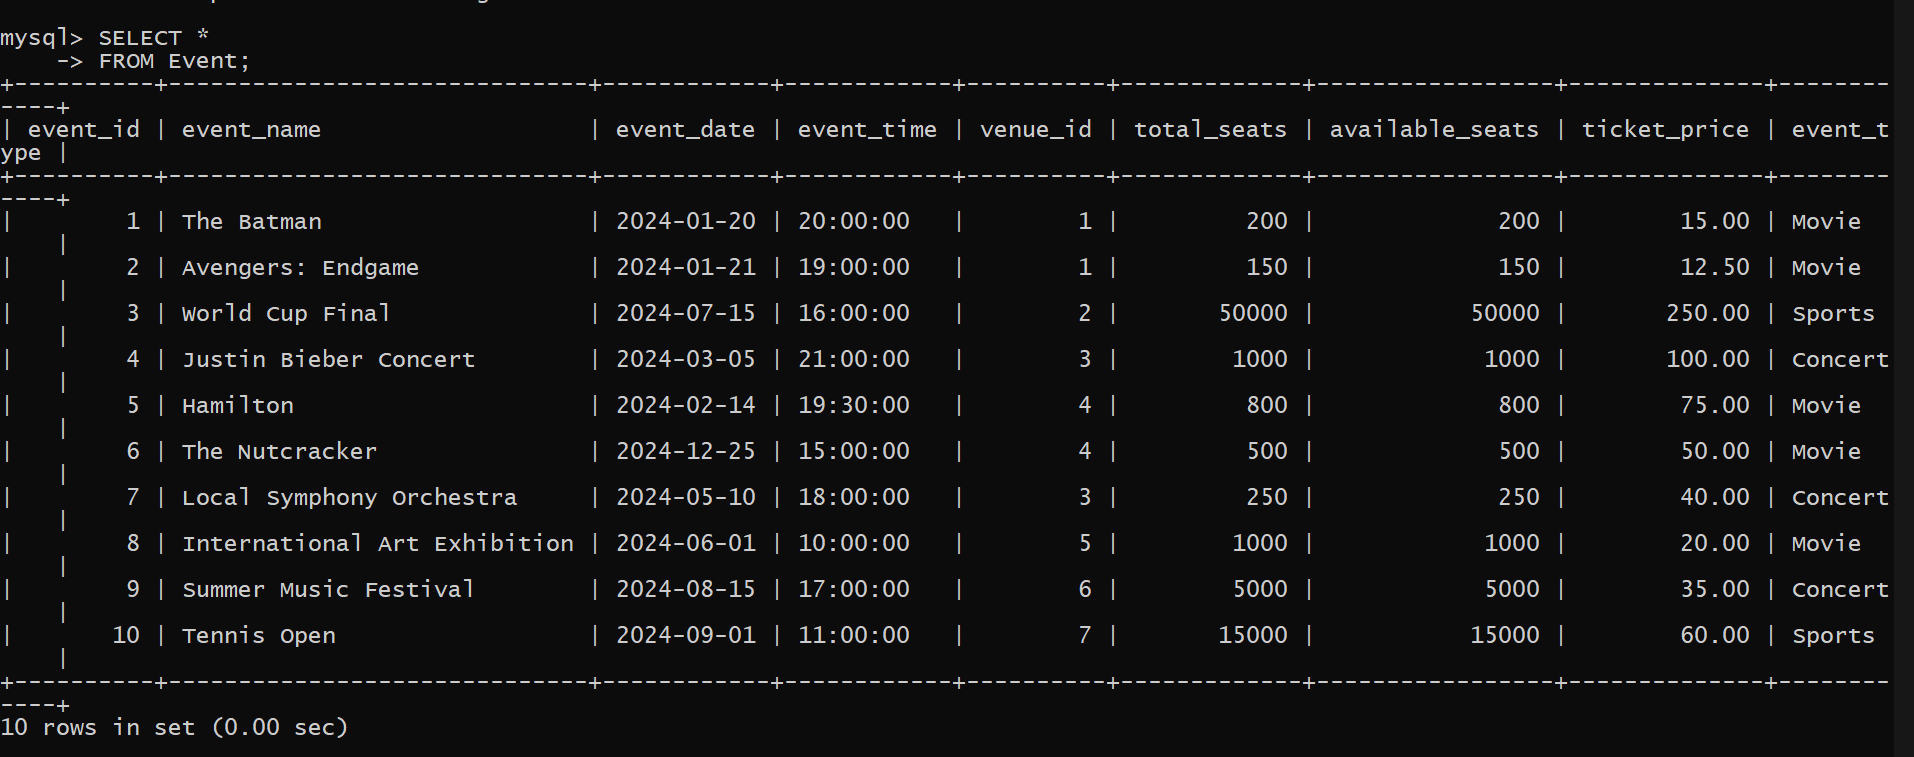 mysql> SELECT *
    -> FROM Event;
+----------+------------------------------+------------+------------+----------+-------------+-----------------+--------------+--------
----+
| event_id | event_name                   | event_date | event_time | venue_id | total_seats | available_seats | ticket_price | event_t
ype |
+----------+------------------------------+------------+------------+----------+-------------+-----------------+--------------+--------
----+
|        1 | The Batman                   | 2024-01-20 | 20:00:00   |        1 |         200 |             200 |        15.00 | Movie
    |
|        2 | Avengers: Endgame            | 2024-01-21 | 19:00:00   |        1 |         150 |             150 |        12.50 | Movie
    |
|        3 | World Cup Final              | 2024-07-15 | 16:00:00   |        2 |       50000 |           50000 |       250.00 | Sports
    |
|        4 | Justin Bieber Concert        | 2024-03-05 | 21:00:00   |        3 |        1000 |            1000 |       100.00 | Concert
    |
|        5 | Hamilton                     | 2024-02-14 | 19:30:00   |        4 |         800 |             800 |        75.00 | Movie
    |
|        6 | The Nutcracker               | 2024-12-25 | 15:00:00   |        4 |         500 |             500 |        50.00 | Movie
    |
|        7 | Local Symphony Orchestra     | 2024-05-10 | 18:00:00   |        3 |         250 |             250 |        40.00 | Concert
    |
|        8 | International Art Exhibition | 2024-06-01 | 10:00:00   |        5 |        1000 |            1000 |        20.00 | Movie
    |
|        9 | Summer Music Festival        | 2024-08-15 | 17:00:00   |        6 |        5000 |            5000 |        35.00 | Concert
    |
|       10 | Tennis Open                  | 2024-09-01 | 11:00:00   |        7 |       15000 |           15000 |        60.00 | Sports
    |
+----------+------------------------------+------------+------------+----------+-------------+-----------------+--------------+--------
----+
10 rows in set (0.00 sec)